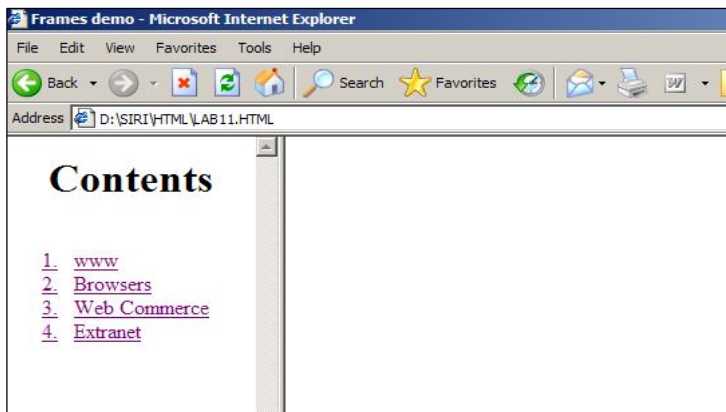 Frames demo - Microsoft Internet Explorer
File Edit View Favorites Tools Help
Back Search Favorites W
Address D:\SIRI\HTML\LAB11.HTML
Contents
1. www
2. Browsers
3. Web Commerce
4. Extranet